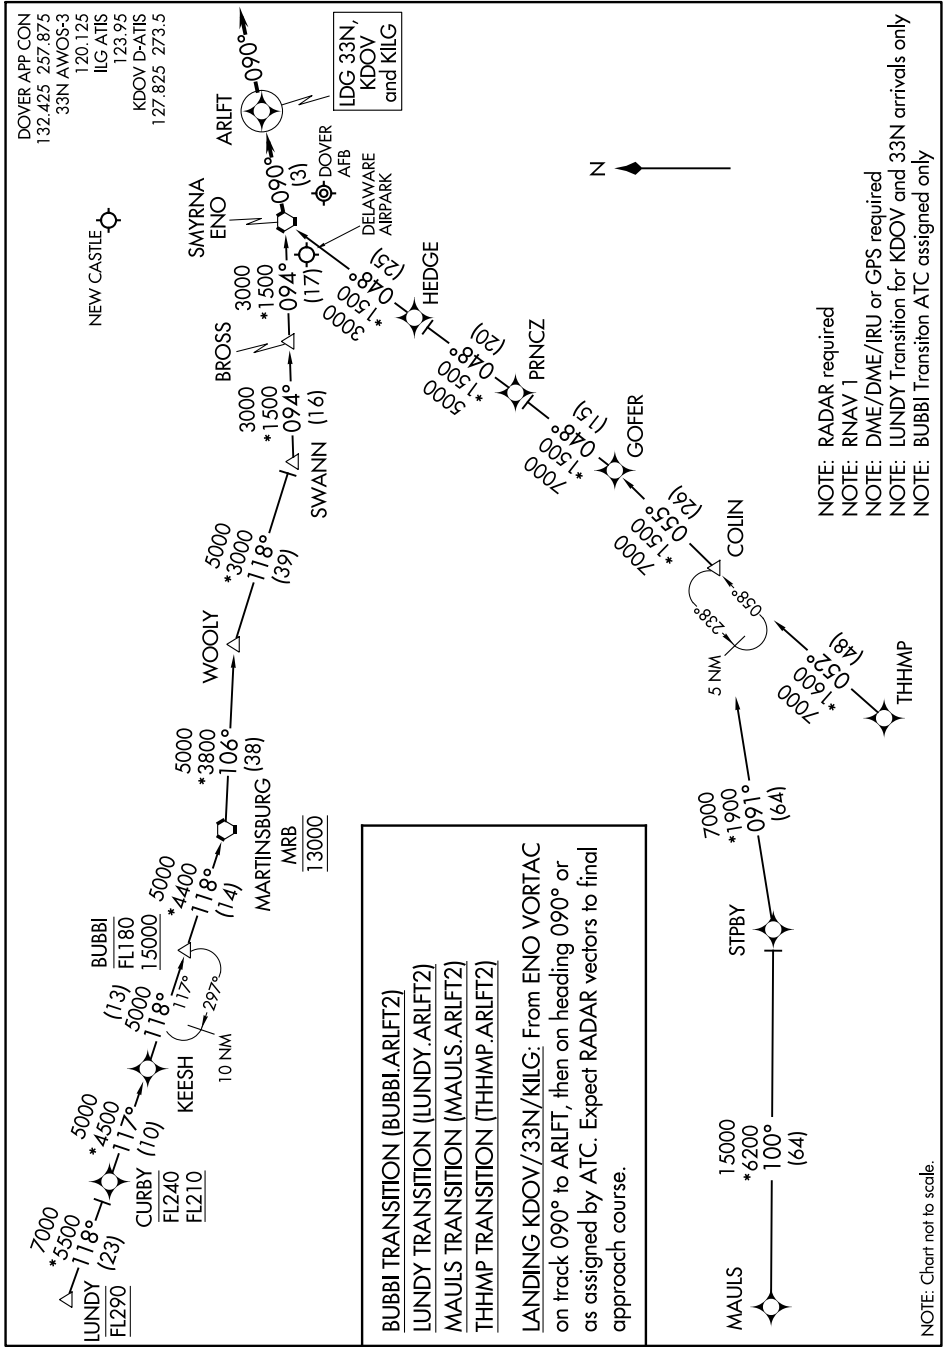 DOVER APP CON
132.425 257.875
33N AWOS-3
120.125
ILG ATIS
123.95
KDOV D-ATIS
127.825 273.5
NEW CASTLE
ARLFT
090°
LDG 33N,
KDOV
and KILG
090°
(3)
SMYRNA
ENO
DOVER
AFB
DELAWARE
AIRPARK
N
3000
*1500
094°
(17)
BROSS
3000
*1500
094°
(16)
SWANN
5000
*3000
118°
(39)
WOOLY
5000
*3800
106°
(38)
MARTINSBURG
MRB
13000
5000
*4400
118°
(14)
BUBBI
FL180
15000
117°
297°
10 NM
(13)
5000
118°
KEESH
5000
*4500
117°
(10)
CURBY
FL240
FL210
7000
*5500
118°
(23)
LUNDY
FL290
3000
*1500
048°
(25)
HEDGE
5000
*1500
048°
(20)
PRNCZ
7000
*1500
048°
(15)
GOFER
7000
*1500
055°
(26)
COLIN
238°
058°
5 NM
7000
*1600
052°
(48)
THHMP
7000
*1900
091°
(64)
STPBY
15000
*6200
100°
(64)
MAULS
BUBBI TRANSITION (BUBBI.ARLFT2)
LUNDY TRANSITION (LUNDY.ARLFT2)
MAULS TRANSITION (MAULS.ARLFT2)
THHMP TRANSITION (THHMP.ARLFT2)
LANDING KDOV/33N/KILG: From ENO VORTAC
on track 090° to ARLFT, then on heading 090° or
as assigned by ATC. Expect RADAR vectors to final
approach course.
NOTE: RADAR required
NOTE: RNAV 1
NOTE: DME/DME/IRU or GPS required
NOTE: LUNDY Transition for KDOV and 33N arrivals only
NOTE: BUBBI Transiton ATC assigned only
NOTE: Chart not to scale.